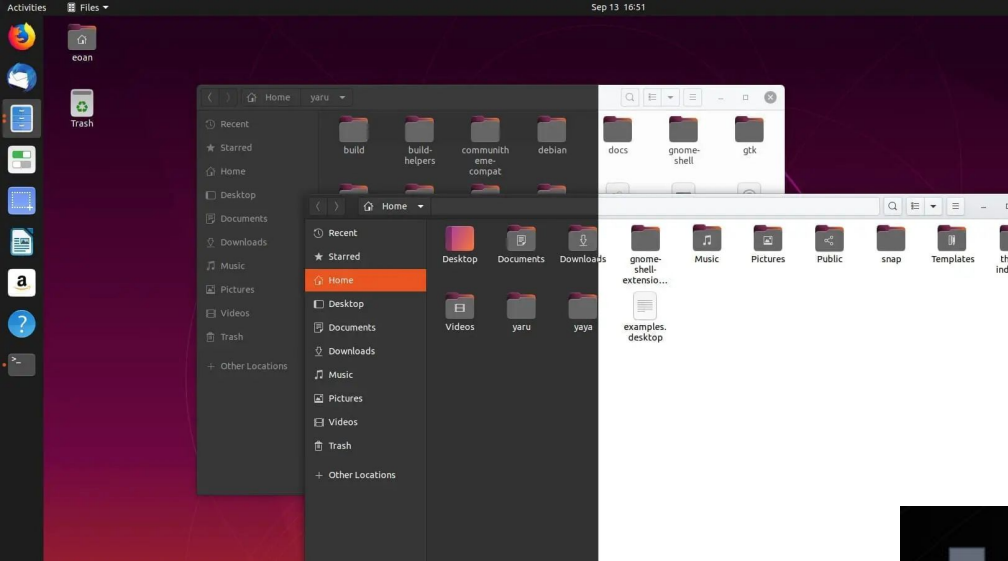 Activities
Files
Sep 13 16:51
eoan
Trash
Home
yaru
Recent
Starred
Home
Desktop
Documents
Downloads
Music
Pictures
Videos
Trash
Other Locations
build
build-
helpers
communith
eme-
compat
debian
docs
gnome-
shell
gtk
Home
Recent
Starred
Home
Desktop
Documents
Downloads
Music
Pictures
Videos
Trash
Other Locations
Desktop
Documents
Downloads
gnome-
shell-
extensio...
Music
Pictures
Public
snap
Templates
th
ind
Videos
yaru
yaya
examples.
desktop
a
?
>_